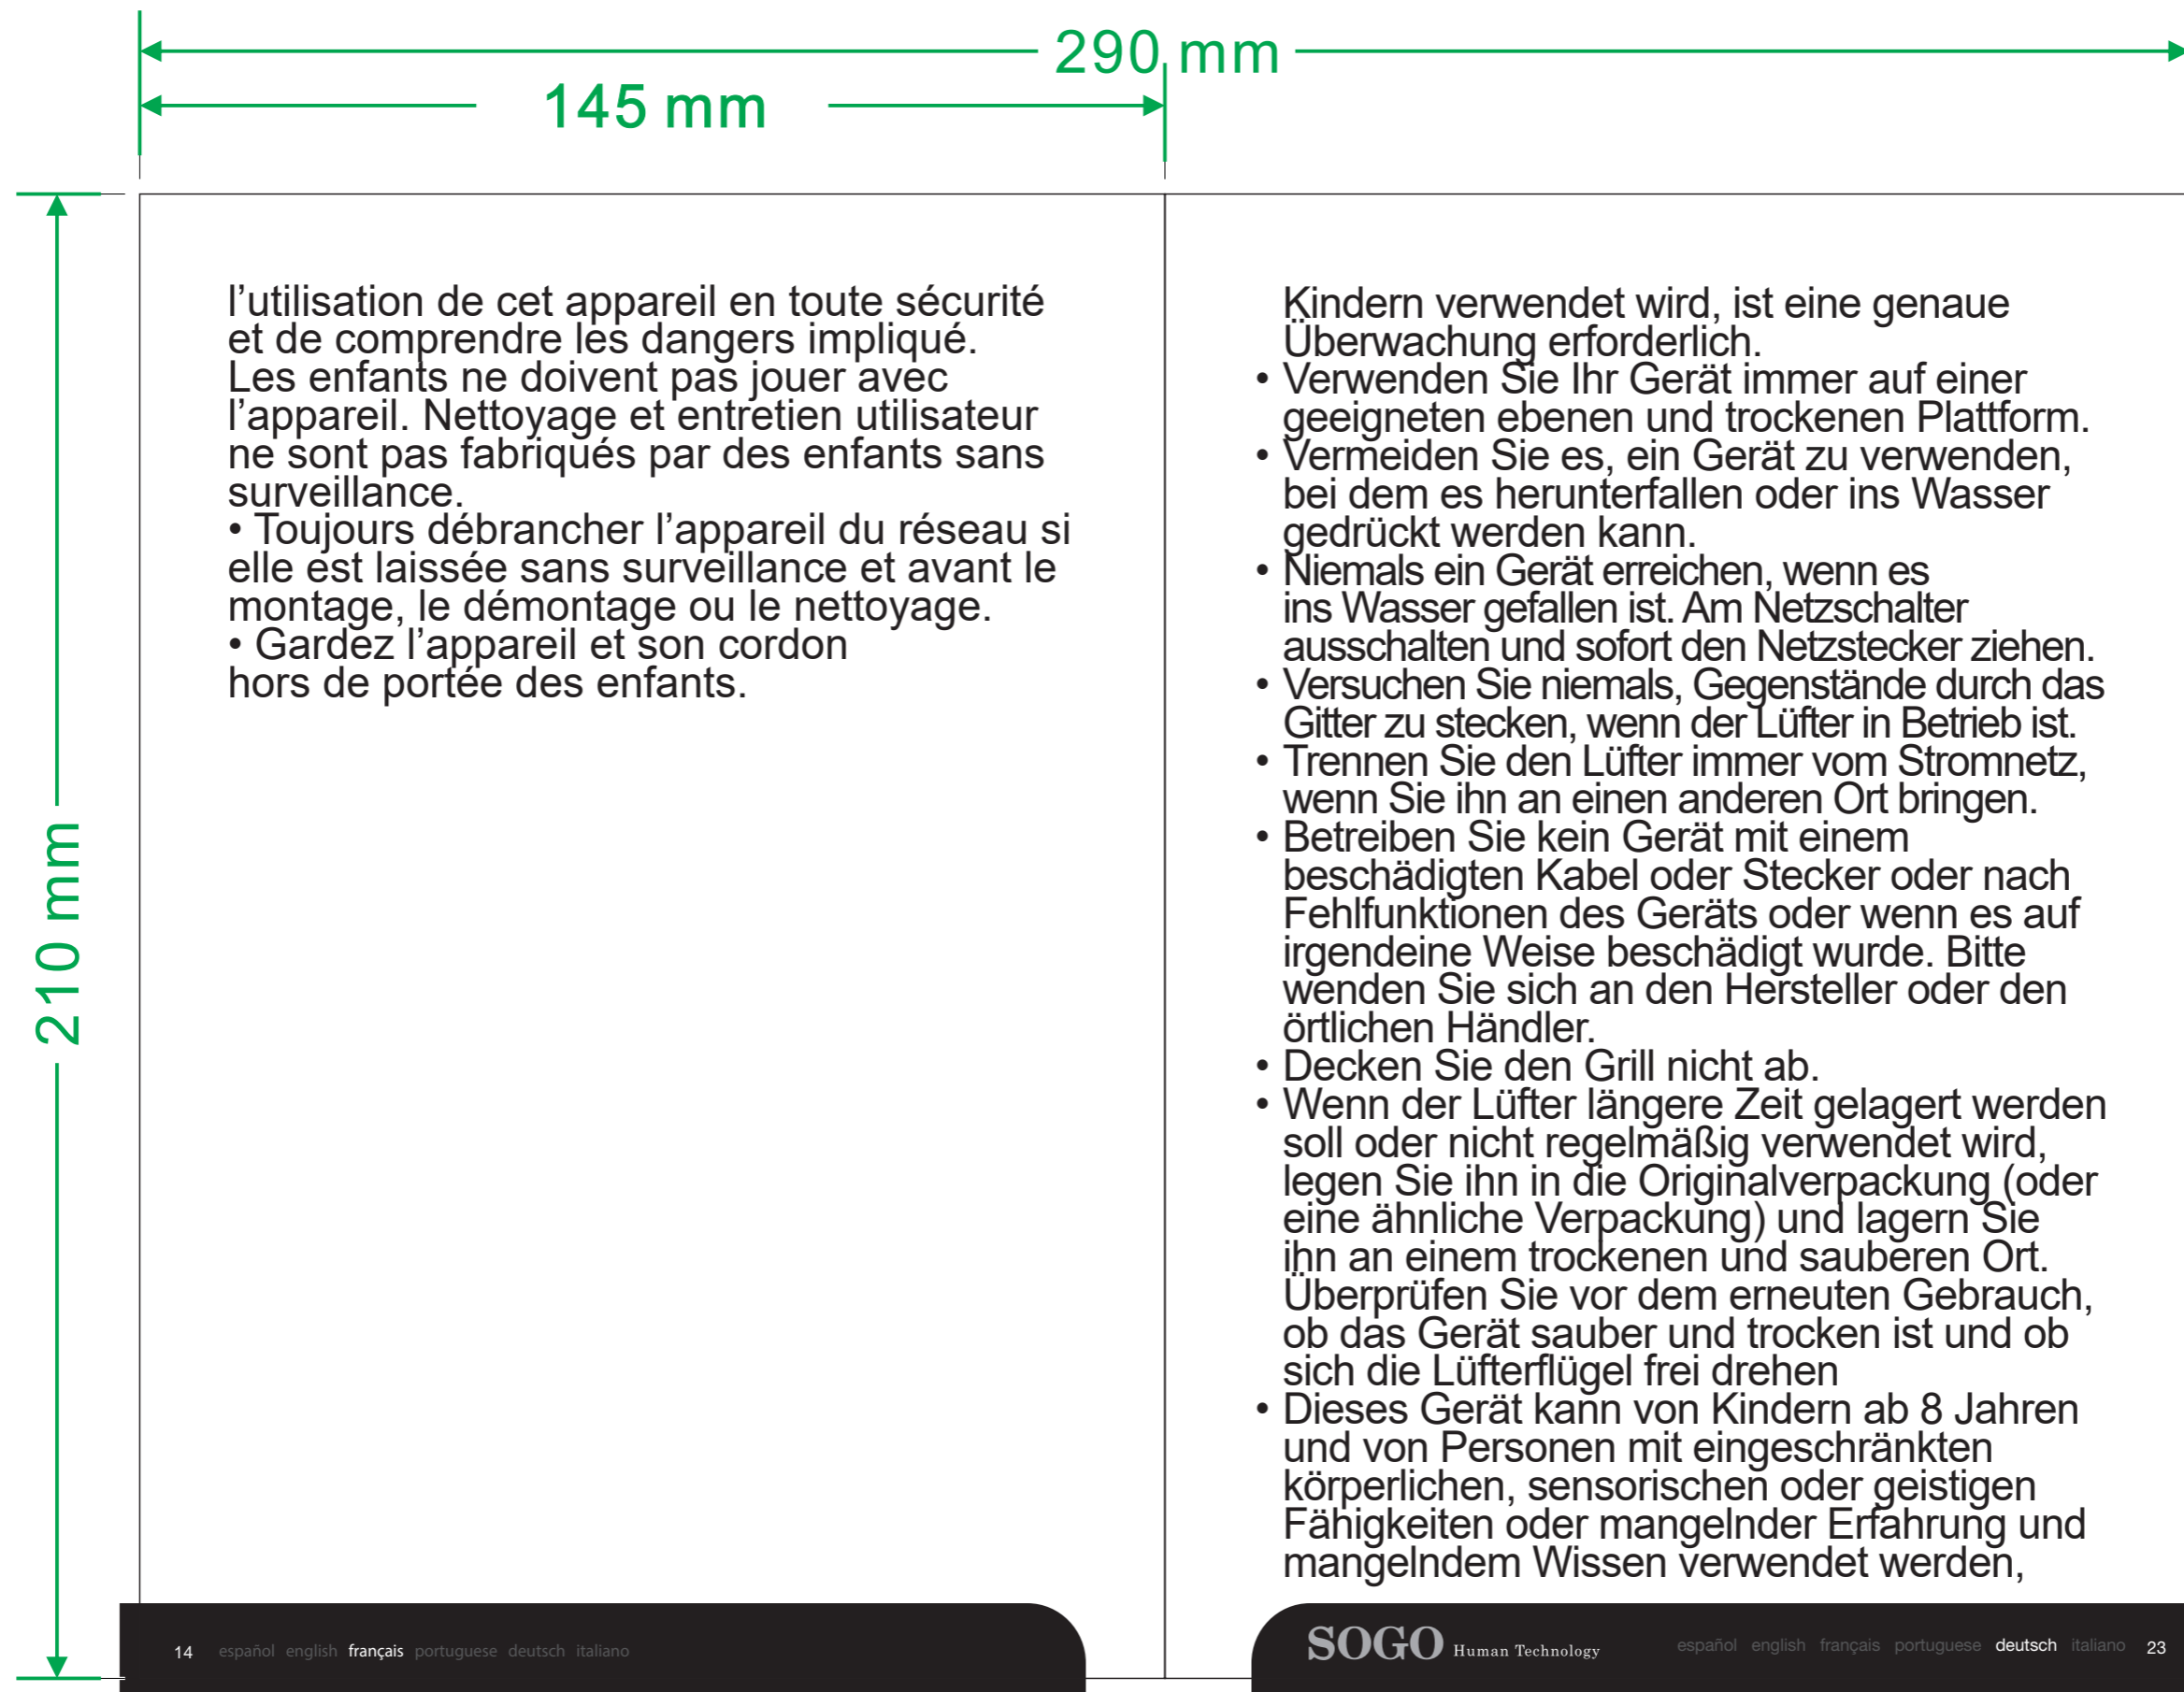 290 mm
145 mm
210 mm
l’utilisation de cet appareil en toute sécurité
et de comprendre les dangers impliqué.
Les enfants ne doivent pas jouer avec
l’appareil. Nettoyage et entretien utilisateur
ne sont pas fabriqués par des enfants sans
surveillance.
• Toujours débrancher l’appareil du réseau si
elle est laissée sans surveillance et avant le
montage, le démontage ou le nettoyage.
• Gardez l’appareil et son cordon
hors de portée des enfants.
14 español english français portuguese deutsch italiano
Kindern verwendet wird, ist eine genaue
Überwachung erforderlich.
• Verwenden Sie Ihr Gerät immer auf einer
geeigneten ebenen und trockenen Plattform.
• Vermeiden Sie es, ein Gerät zu verwenden,
bei dem es herunterfallen oder ins Wasser
gedrückt werden kann.
• Niemals ein Gerät erreichen, wenn es
ins Wasser gefallen ist. Am Netzschalter
ausschalten und sofort den Netzstecker ziehen.
• Versuchen Sie niemals, Gegenstände durch das
Gitter zu stecken, wenn der Lüfter in Betrieb ist.
• Trennen Sie den Lüfter immer vom Stromnetz,
wenn Sie ihn an einen anderen Ort bringen.
• Betreiben Sie kein Gerät mit einem
beschädigten Kabel oder Stecker oder nach
Fehlfunktionen des Geräts oder wenn es auf
irgendeine Weise beschädigt wurde. Bitte
wenden Sie sich an den Hersteller oder den
örtlichen Händler.
• Decken Sie den Grill nicht ab.
• Wenn der Lüfter längere Zeit gelagert werden
soll oder nicht regelmäßig verwendet wird,
legen Sie ihn in die Originalverpackung (oder
eine ähnliche Verpackung) und lagern Sie
ihn an einem trockenen und sauberen Ort.
Überprüfen Sie vor dem erneuten Gebrauch,
ob das Gerät sauber und trocken ist und ob
sich die Lüfterflügel frei drehen
• Dieses Gerät kann von Kindern ab 8 Jahren
und von Personen mit eingeschränkten
körperlichen, sensorischen oder geistigen
Fähigkeiten oder mangelnder Erfahrung und
mangelndem Wissen verwendet werden,
SOGO Human Technology español english français portuguese deutsch italiano 23